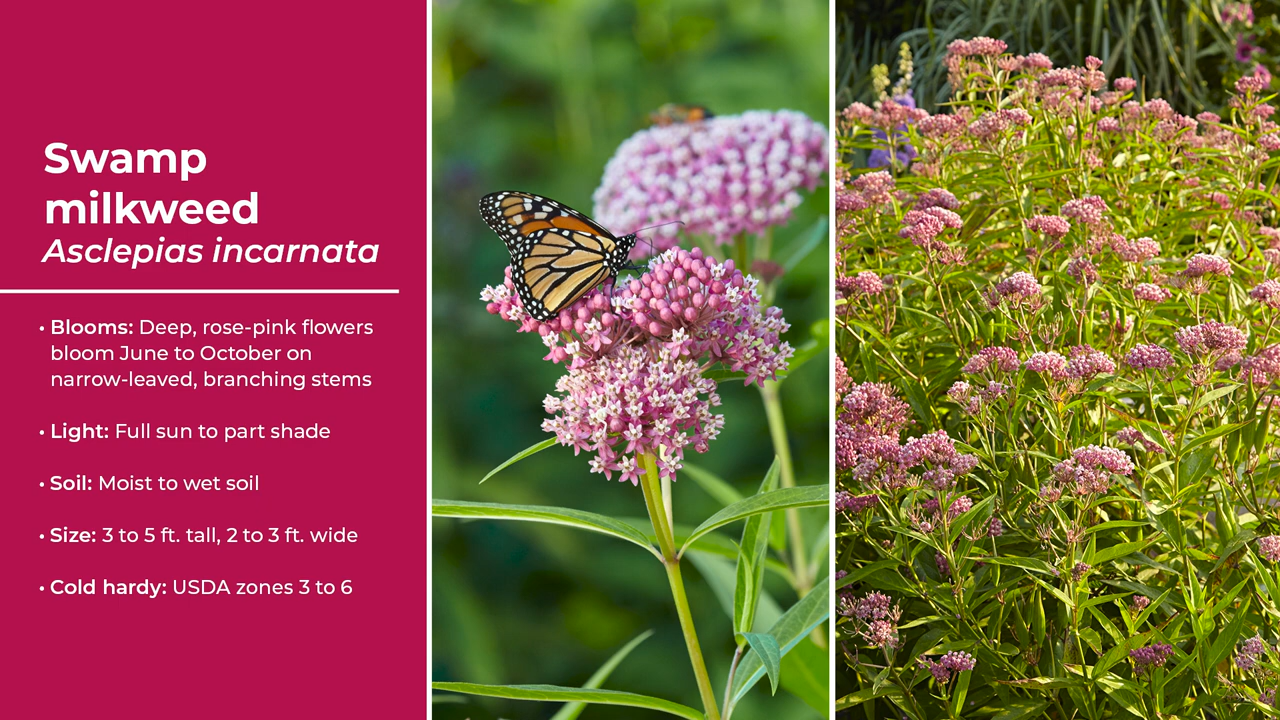 Swamp
milkweed
Asclepias incarnata
• Blooms: Deep, rose-pink flowers
bloom June to October on
narrow-leaved, branching stems
• Light: Full sun to part shade
• Soil: Moist to wet soil
• Size: 3 to 5 ft. tall, 2 to 3 ft. wide
• Cold hardy: USDA zones 3 to 6